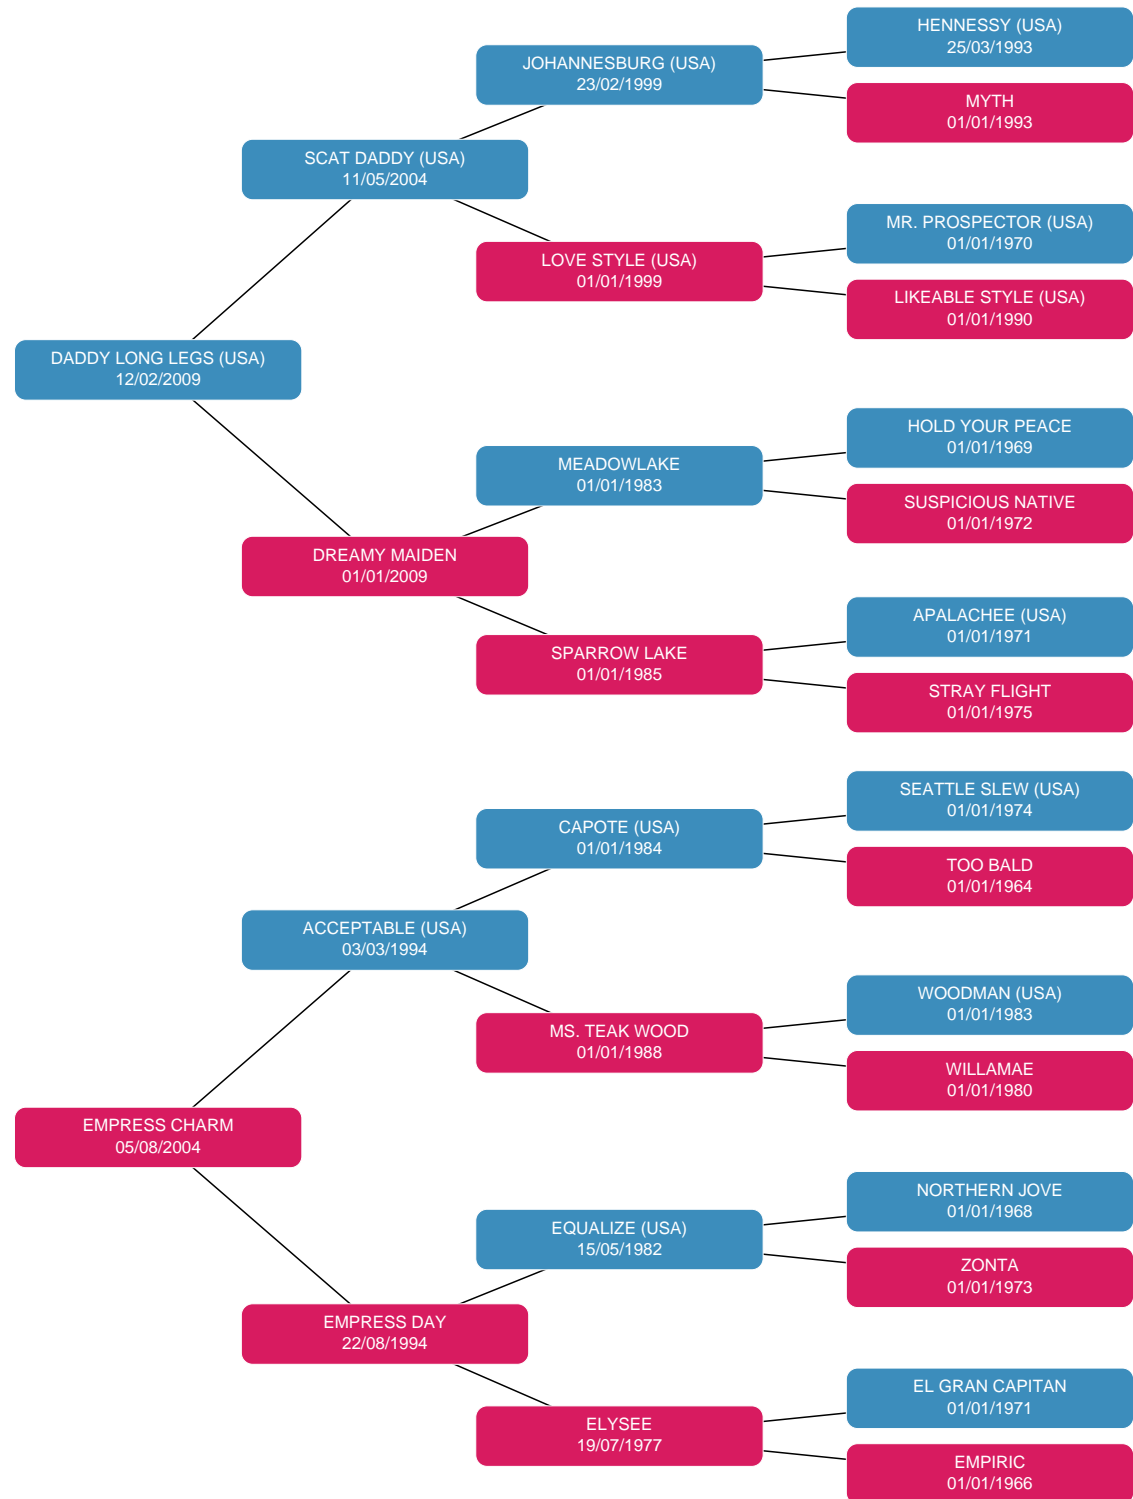 HENNESSY (USA)
25/03/1993
JOHANNESBURG (USA)
23/02/1999
MYTH
01/01/1993
SCAT DADDY (USA)
11/05/2004
MR. PROSPECTOR (USA)
01/01/1970
LOVE STYLE (USA)
01/01/1999
LIKEABLE STYLE (USA)
01/01/1990
DADDY LONG LEGS (USA)
12/02/2009
HOLD YOUR PEACE
01/01/1969
MEADOWLAKE
01/01/1983
SUSPICIOUS NATIVE
01/01/1972
DREAMY MAIDEN
01/01/2009
APALACHEE (USA)
01/01/1971
SPARROW LAKE
01/01/1985
STRAY FLIGHT
01/01/1975
SEATTLE SLEW (USA)
01/01/1974
CAPOTE (USA)
01/01/1984
TOO BALD
01/01/1964
ACCEPTABLE (USA)
03/03/1994
WOODMAN (USA)
01/01/1983
MS. TEAK WOOD
01/01/1988
WILLAMAE
01/01/1980
EMPRESS CHARM
05/08/2004
NORTHERN JOVE
01/01/1968
EQUALIZE (USA)
15/05/1982
ZONTA
01/01/1973
EMPRESS DAY
22/08/1994
EL GRAN CAPITAN
01/01/1971
ELYSEE
19/07/1977
EMPIRIC
01/01/1966